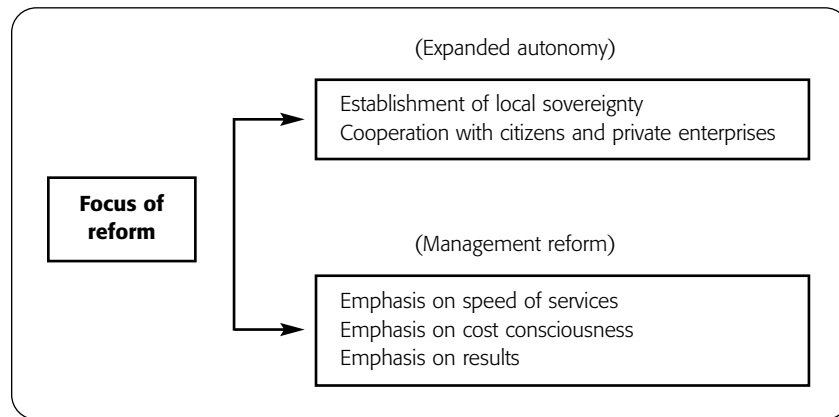 (Expanded autonomy)
Establishment of local sovereignty
Cooperation with citizens and private enterprises
Focus of
reform
(Management reform)
Emphasis on speed of services
Emphasis on cost consciousness
Emphasis on results